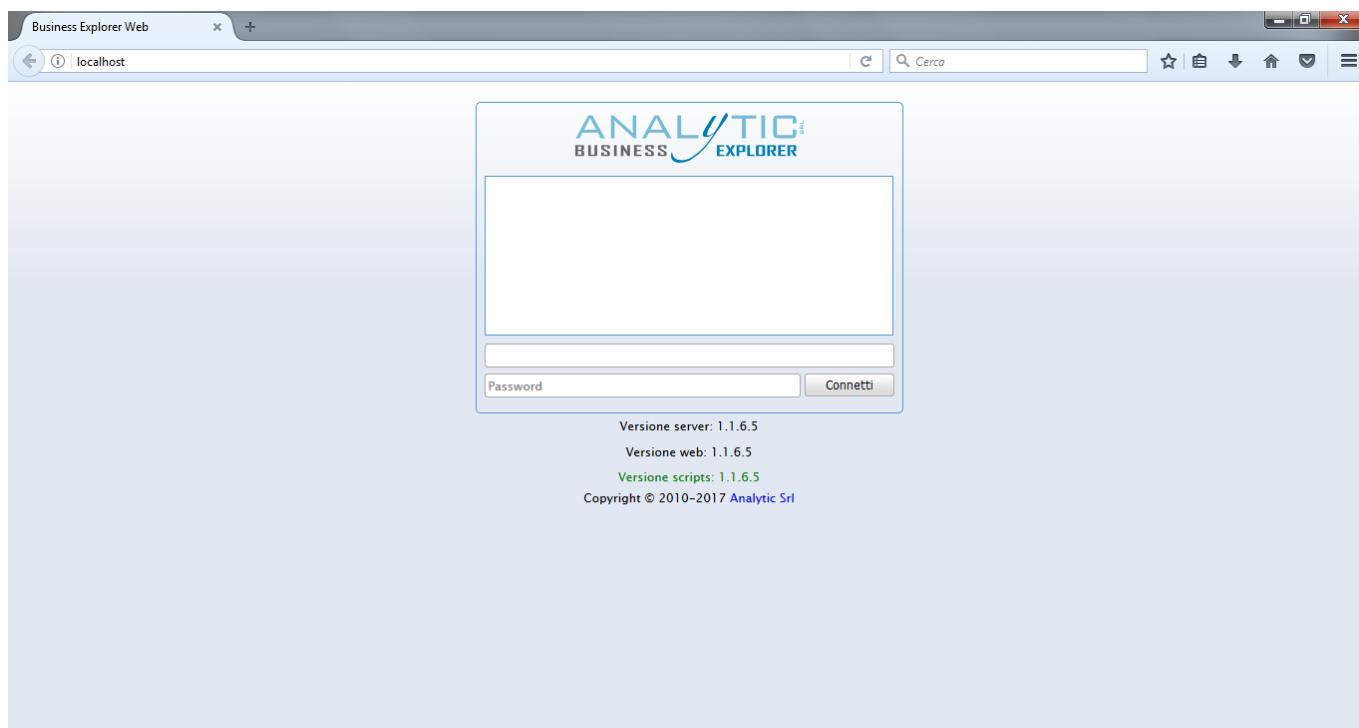 Business Explorer Web
localhost
Cerca
ANALYTIC SRL
BUSINESS EXPLORER
Password
Connetti
Versione server: 1.1.6.5
Versione web: 1.1.6.5
Versione scripts: 1.1.6.5
Copyright © 2010-2017 Analytic Srl